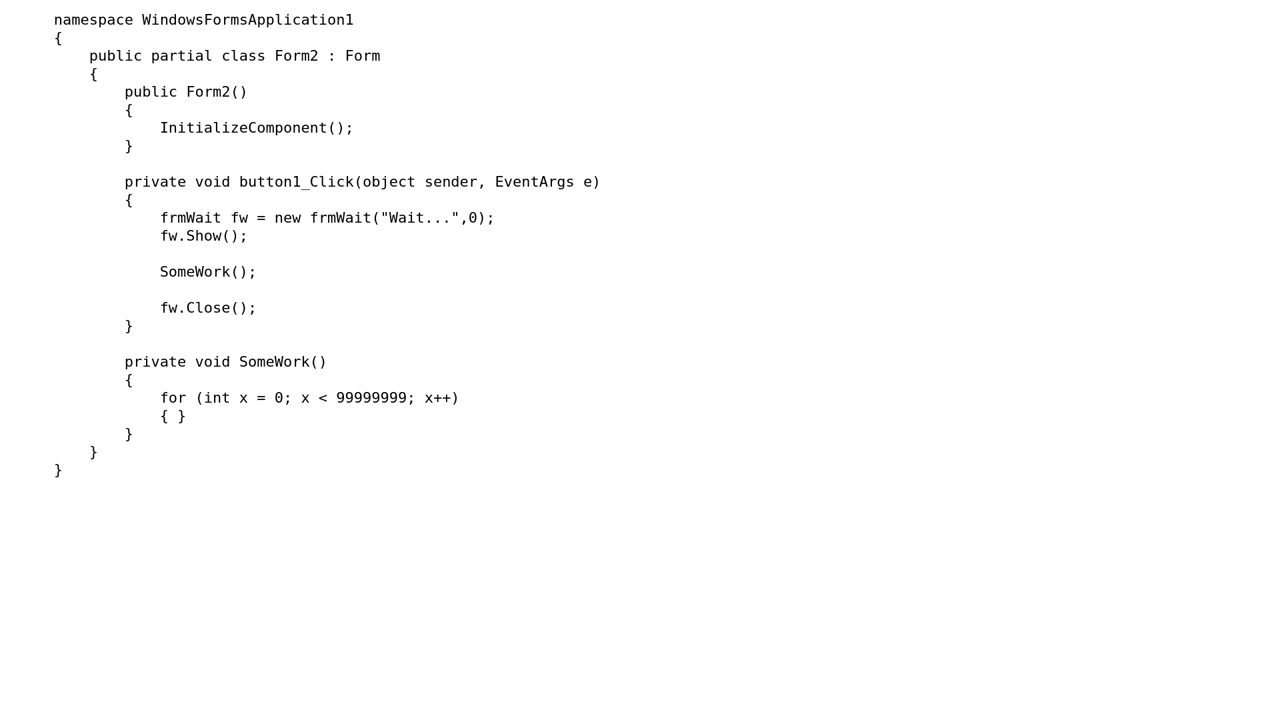 namespace WindowsFormsApplication1
{
    public partial class Form2 : Form
    {
        public Form2()
        {
            InitializeComponent();
        }

        private void button1_Click(object sender, EventArgs e)
        {
            frmWait fw = new frmWait("Wait...",0);
            fw.Show();

            SomeWork();

            fw.Close();
        }

        private void SomeWork()
        {
            for (int x = 0; x < 99999999; x++)
            { }
        }
    }
}